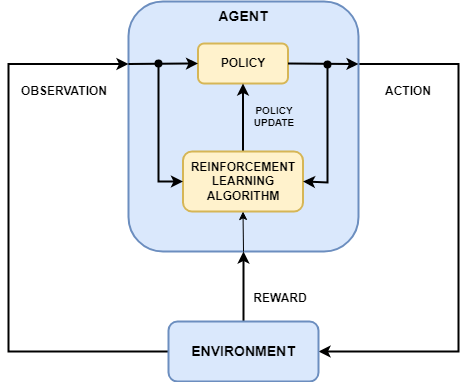 AGENT
POLICY
OBSERVATION
ACTION
POLICY
UPDATE
REINFORCEMENT
LEARNING
ALGORITHM
REWARD
ENVIRONMENT